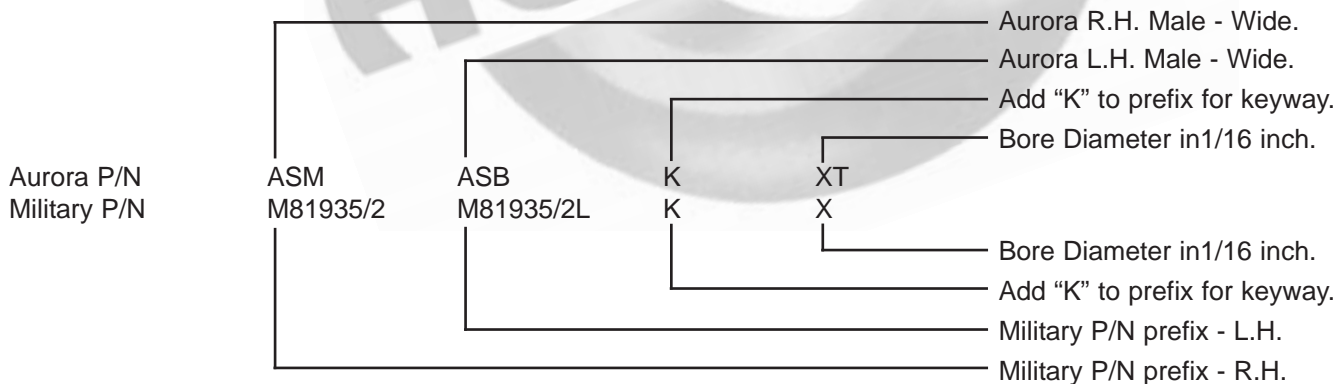 Aurora R.H. Male - Wide.
Aurora L.H. Male - Wide.
Add “K” to prefix for keyway.
Bore Diameter in1/16 inch.
Aurora P/N ASM ASB K XT
Military P/N M81935/2 M81935/2L K X
Bore Diameter in1/16 inch.
Add “K” to prefix for keyway.
Military P/N prefix - L.H.
Military P/N prefix - R.H.